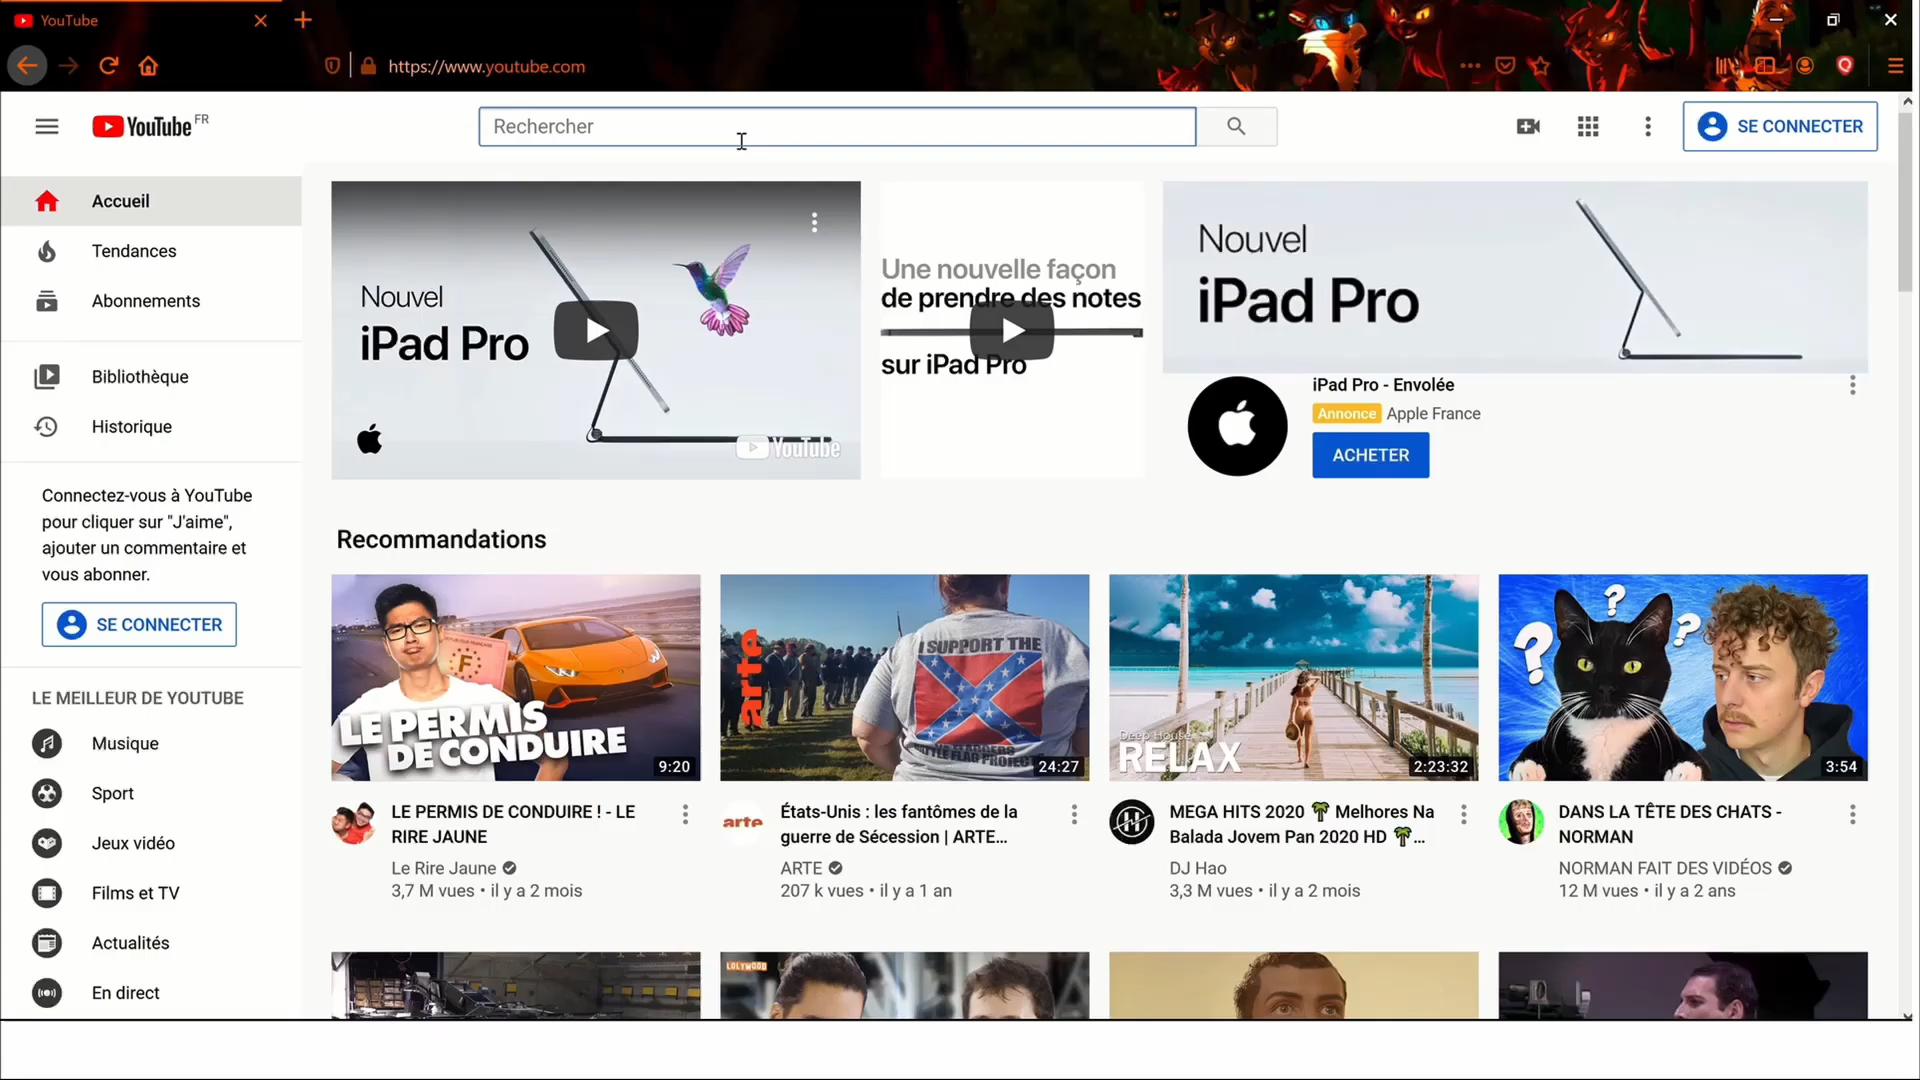 YouTube
https://www.youtube.com
YouTube FR
Rechercher
SE CONNECTER
Accueil
Tendances
Abonnements
Bibliothèque
Historique
Connectez-vous à YouTube
pour cliquer sur "J'aime",
ajouter un commentaire et
vous abonner.
SE CONNECTER
LE MEILLEUR DE YOUTUBE
Musique
Sport
Jeux vidéo
Films et TV
Actualités
En direct
Nouvel
iPad Pro
YouTube
Une nouvelle façon
de prendre des notes
sur iPad Pro
Nouvel
iPad Pro
iPad Pro - Envolée
Annonce Apple France
ACHETER
Recommandations
F
LE PERMIS
DE CONDUIRE
9:20
LE PERMIS DE CONDUIRE ! - LE
RIRE JAUNE
Le Rire Jaune
3,7 M vues • il y a 2 mois
arte
I SUPPORT THE
24:27
arte
États-Unis : les fantômes de la
guerre de Sécession | ARTE...
ARTE
207 k vues • il y a 1 an
Deep House
RELAX
2:23:32
MEGA HITS 2020 🌴 Melhores Na
Balada Jovem Pan 2020 HD 🌴...
DJ Hao
3,3 M vues • il y a 2 mois
? ? ?
3:54
DANS LA TÊTE DES CHATS -
NORMAN
NORMAN FAIT DES VIDÉOS
12 M vues • il y a 2 ans
LOLYWOOD